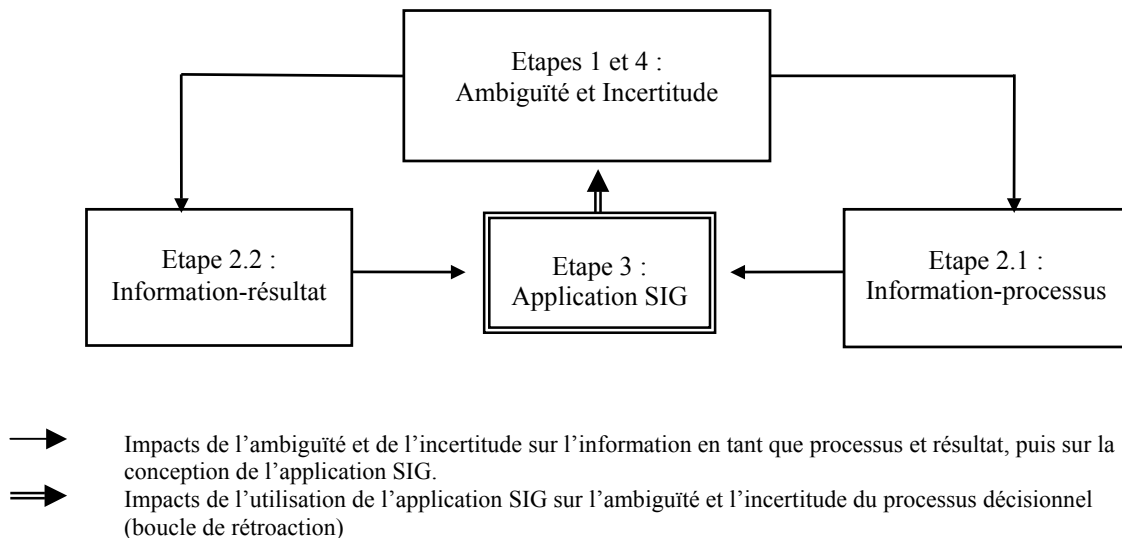 Etapes 1 et 4 :
Ambiguïté et Incertitude
Etape 2.2 :
Information-résultat
Etape 3 :
Application SIG
Etape 2.1 :
Information-processus
Impacts de l’ambiguïté et de l’incertitude sur l’information en tant que processus et résultat, puis sur la
conception de l’application SIG.
Impacts de l’utilisation de l’application SIG sur l’ambiguïté et l’incertitude du processus décisionnel
(boucle de rétroaction)